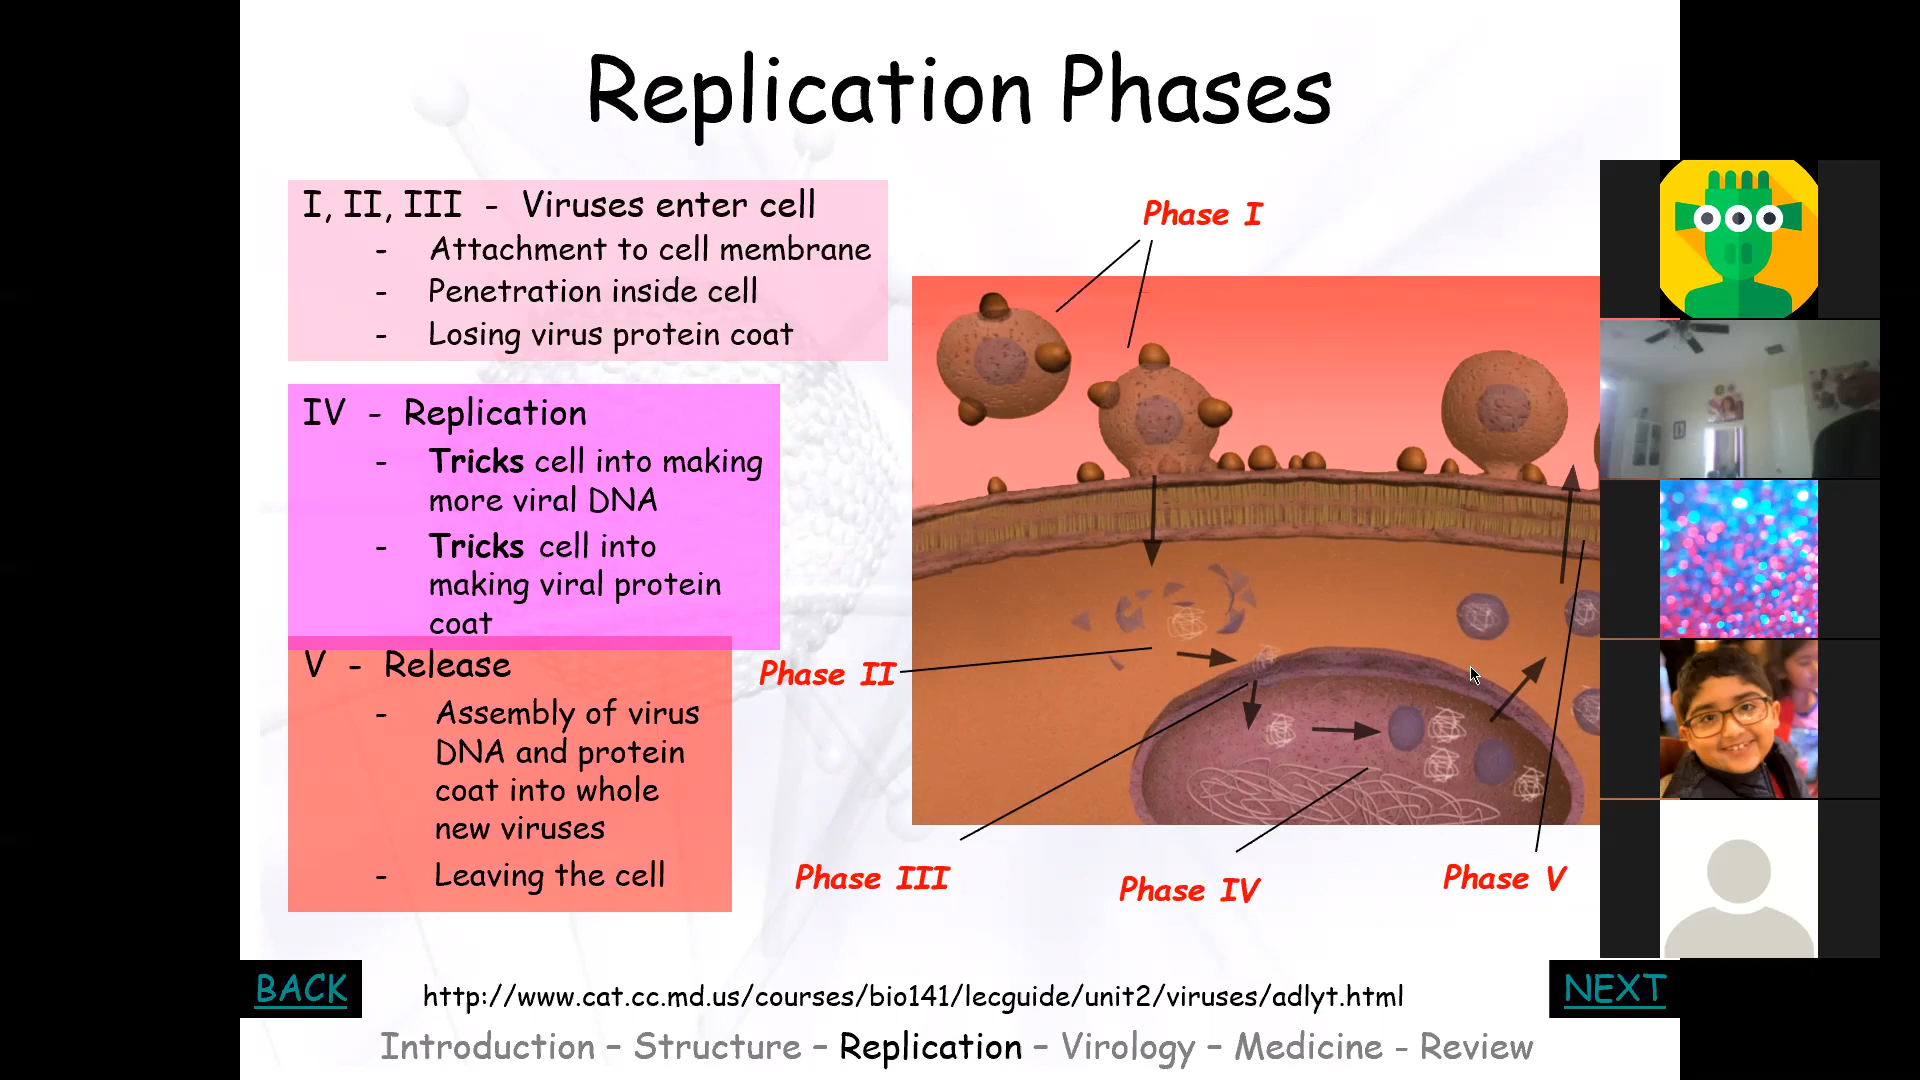 Replication Phases
I, II, III - Viruses enter cell
- Attachment to cell membrane
- Penetration inside cell
- Losing virus protein coat
IV - Replication
- Tricks cell into making
more viral DNA
- Tricks cell into
making viral protein
coat
V - Release
- Assembly of virus
DNA and protein
coat into whole
new viruses
- Leaving the cell
Phase I
Phase II
Phase III
Phase IV
Phase V
BACK
http://www.cat.cc.md.us/courses/bio141/lecguide/unit2/viruses/adlyt.html
NEXT
Introduction – Structure – Replication – Virology – Medicine - Review